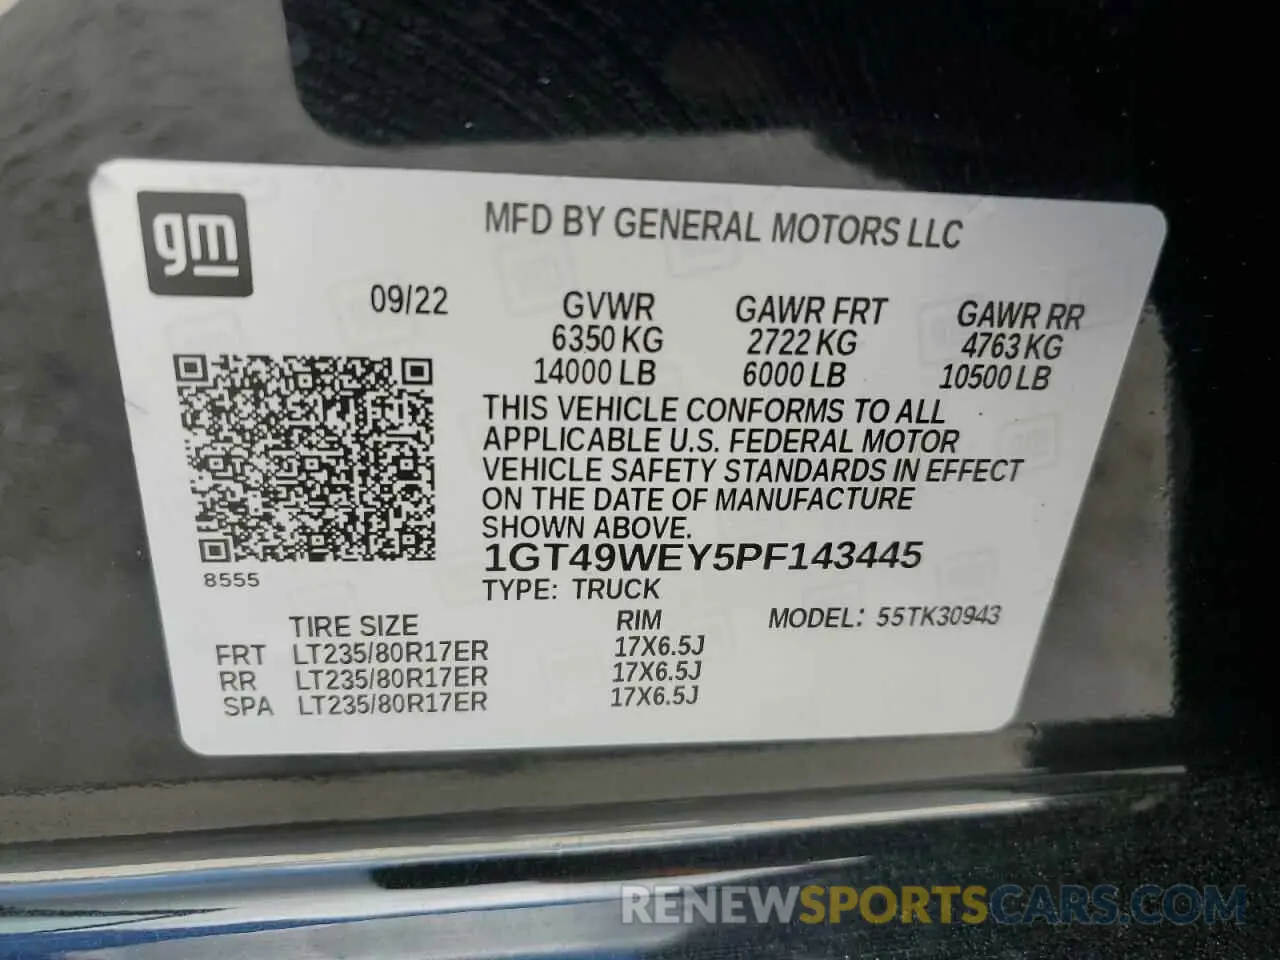 gm
MFD BY GENERAL MOTORS LLC
09/22
GVWR GAWR FRT GAWR RR
6350 KG 2722 KG 4763 KG
14000 LB 6000 LB 10500 LB
THIS VEHICLE CONFORMS TO ALL
APPLICABLE U.S. FEDERAL MOTOR
VEHICLE SAFETY STANDARDS IN EFFECT
ON THE DATE OF MANUFACTURE
SHOWN ABOVE.
1GT49WEY5PF143445
8555
TYPE: TRUCK
TIRE SIZE RIM MODEL: 55TK30943
FRT LT235/80R17ER 17X6.5J
RR LT235/80R17ER 17X6.5J
SPA LT235/80R17ER 17X6.5J
RENEWSPORTSCARS.COM